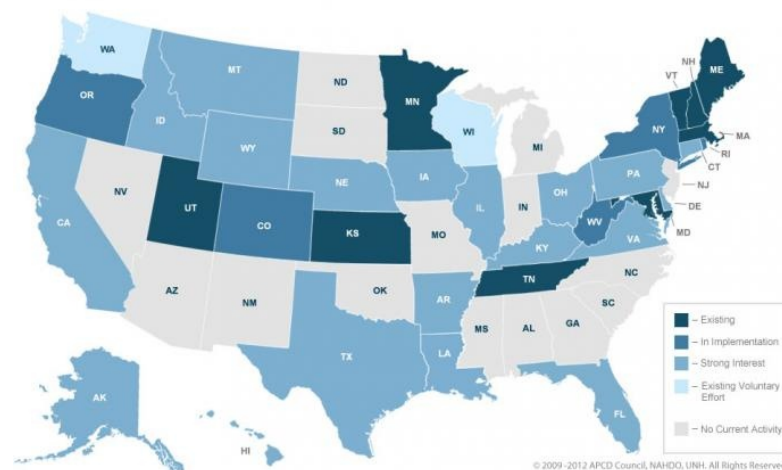 WA
MT
ND
MN
VT
NH
ME
OR
ID
SD
WI
MI
NY
MA
RI
CT
WY
NE
IA
PA
NJ
NV
UT
CO
KS
IL
IN
OH
DE
MD
CA
MO
KY
WV
VA
AZ
NM
OK
AR
TN
NC
SC
TX
LA
MS
AL
GA
FL
AK
HI
– Existing
– In Implementation
– Strong Interest
– Existing Voluntary
Effort
– No Current Activity
© 2009 -2012 APCD Council, NAHDO, UNH. All Rights Reserve